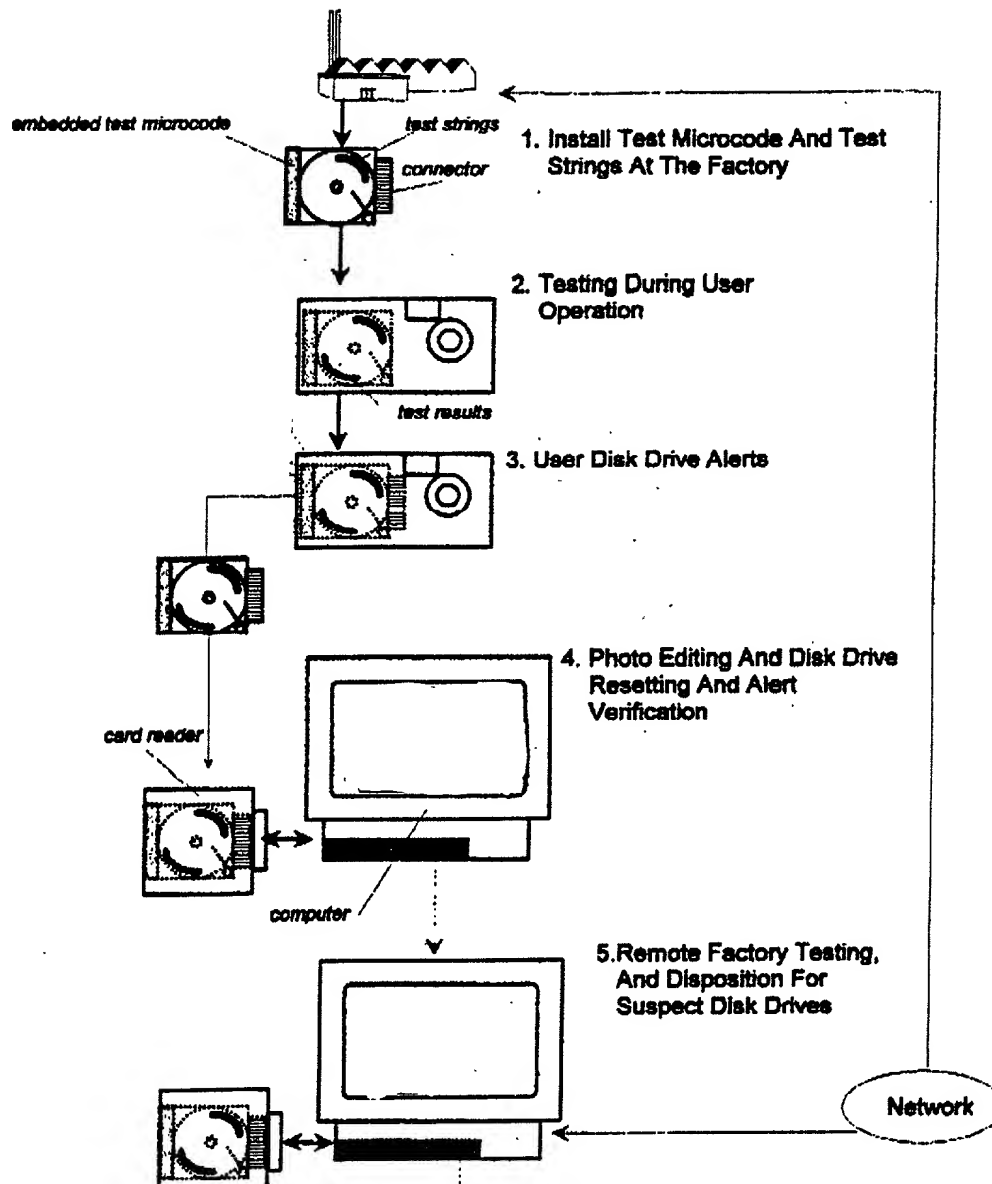 embedded test microcode
test strings
connector
1. Install Test Microcode And Test
Strings At The Factory
2. Testing During User
Operation
test results
3. User Disk Drive Alerts
4. Photo Editing And Disk Drive
Resetting And Alert
Verification
card reader
computer
5.Remote Factory Testing,
And Disposition For
Suspect Disk Drives
Network